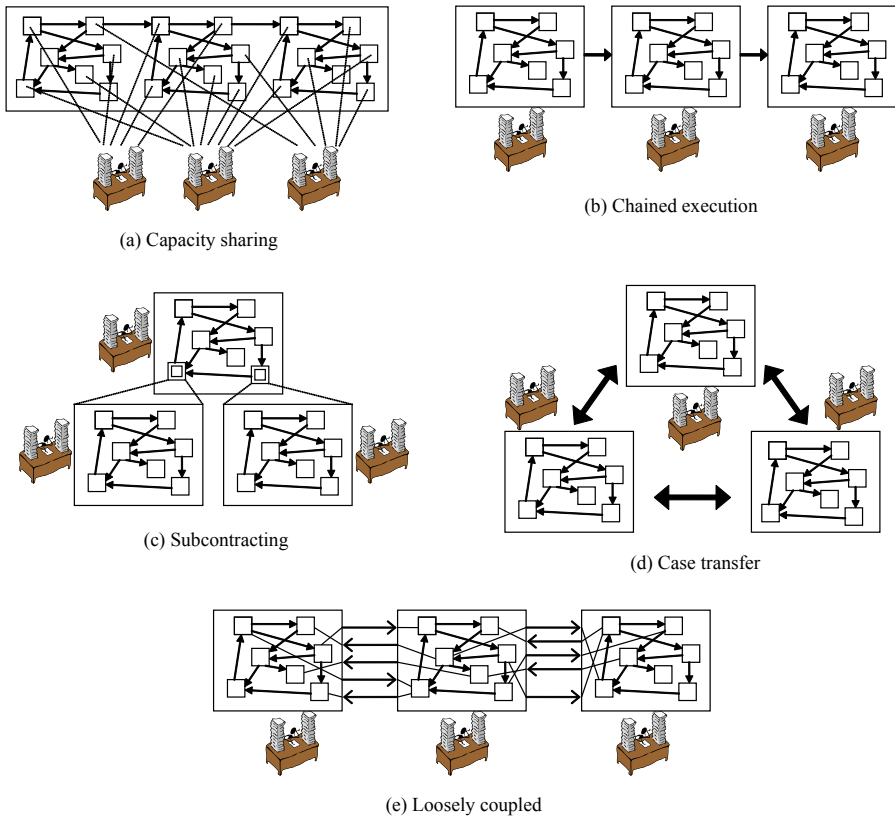 (a) Capacity sharing
(b) Chained execution
(c) Subcontracting
(d) Case transfer
(e) Loosely coupled